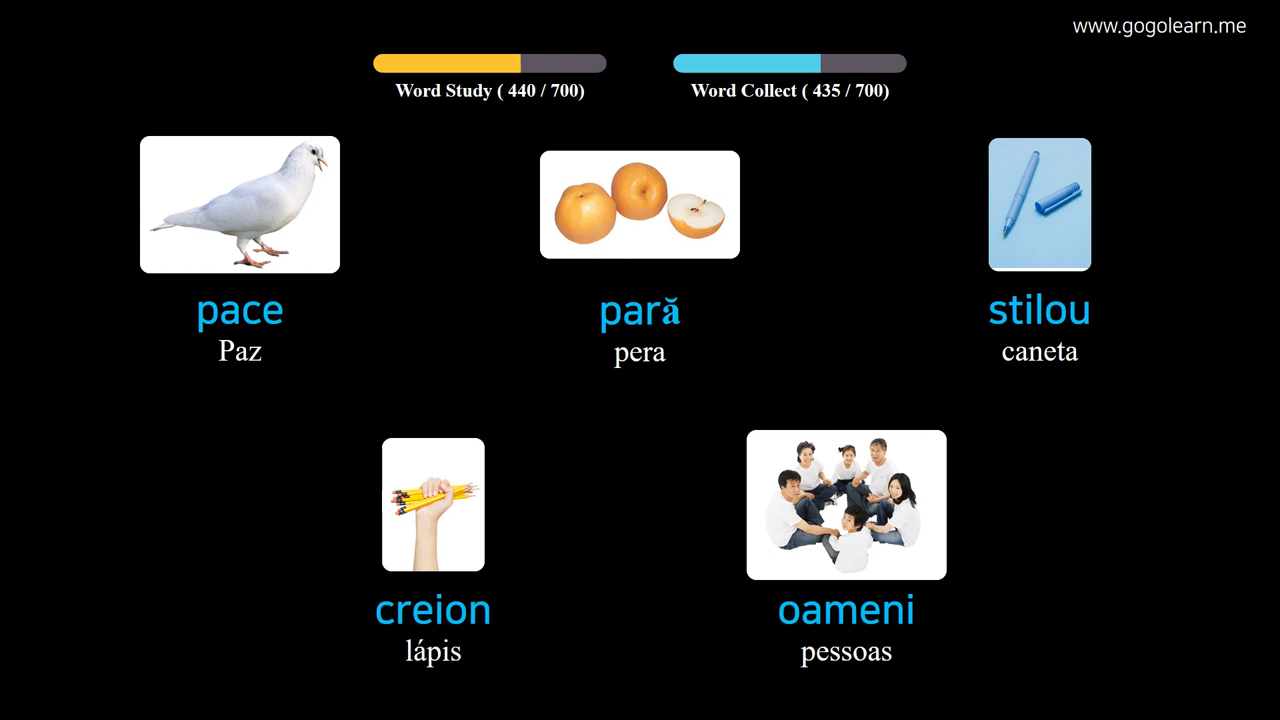 www.gogolearn.me
Word Study ( 440 / 700)
Word Collect ( 435 / 700)
pace
Paz
pară
pera
stilou
caneta
creion
lápis
oameni
pessoas